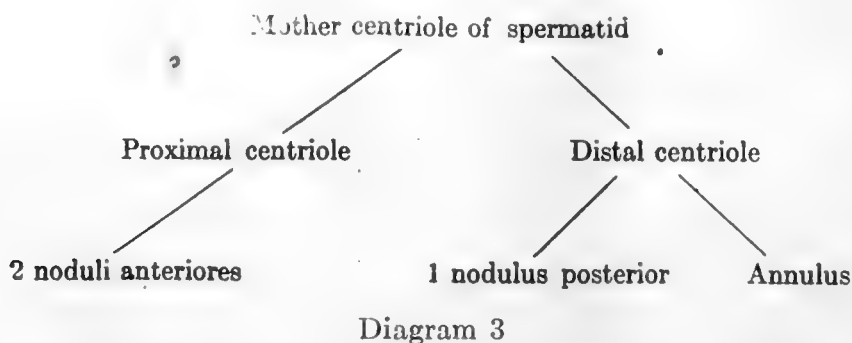 Mother centriole of spermatid
Proximal centriole Distal centriole
2 noduli anteriores 1 nodulus posterior Annulus
Diagram 3